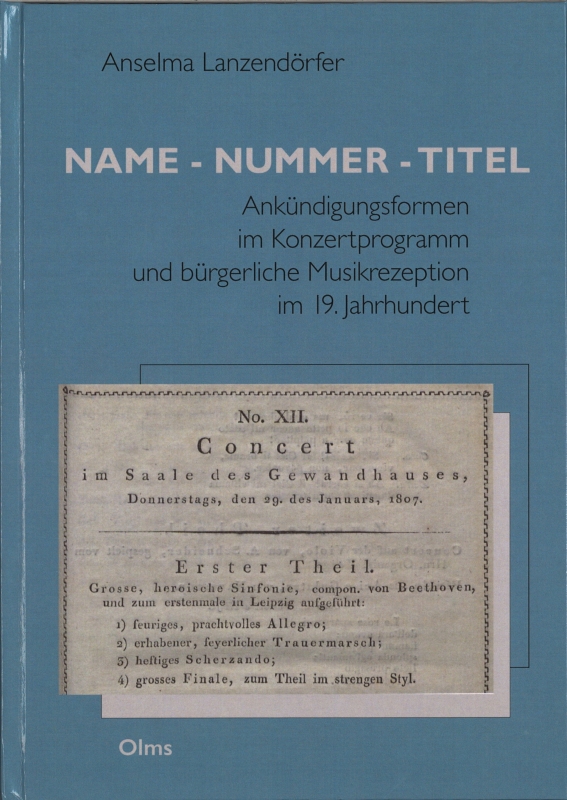 Anselma Lanzendörfer
NAME - NUMMER - TITEL
Ankündigungsformen
im Konzertprogramm
und bürgerliche Musikrezeption
im 19. Jahrhundert
No. XII.
Concert
im Saale des Gewandhauses,
Donnerstags, den 29. des Januars, 1807.
Erster Theil.
Grosse, heroische Sinfonie, compon. von Beethoven,
und zum erstenmale in Leipzig aufgeführt:
1) feuriges, prachtvolles Allegro;
2) erhabener, feyerlicher Trauermarsch;
3) heftiges Scherzando;
4) grosses Finale, zum Theil im strengen Styl.
Olms